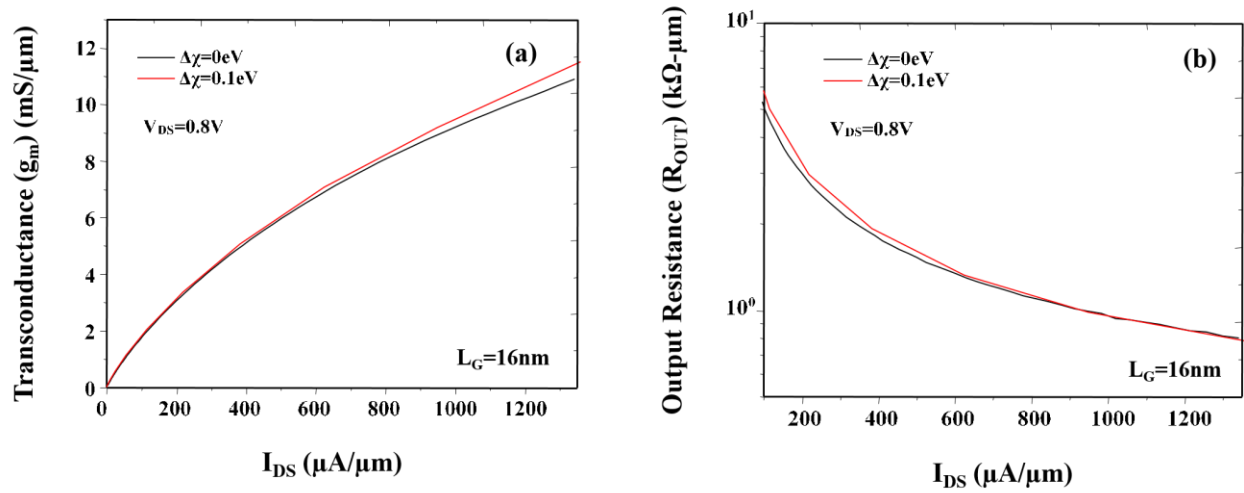 Transconductance (gm) (mS/μm)
12
10
8
6
4
2
0
Δχ=0eV
Δχ=0.1eV
(a)
VDS=0.8V
LG=16nm
0 200 400 600 800 1000 1200
IDS (μA/μm)
Output Resistance (ROUT) (kΩ-μm)
10¹
10⁰
Δχ=0eV
Δχ=0.1eV
(b)
VDS=0.8V
LG=16nm
200 400 600 800 1000 1200
IDS (μA/μm)